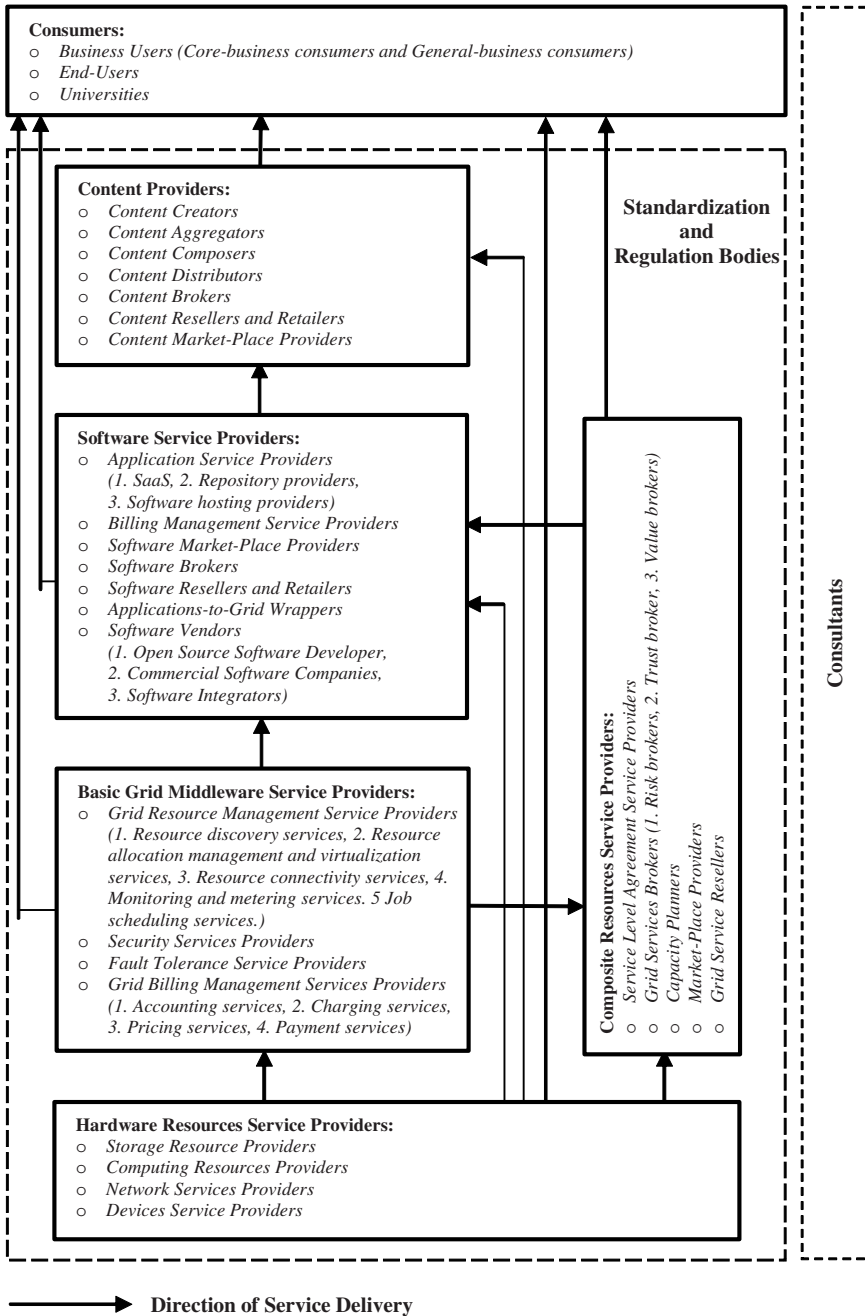 Consumers:
o Business Users (Core-business consumers and General-business consumers)
o End-Users
o Universities
Content Providers:
o Content Creators
o Content Aggregators
o Content Composers
o Content Distributors
o Content Brokers
o Content Resellers and Retailers
o Content Market-Place Providers
Standardization
and
Regulation Bodies
Software Service Providers:
o Application Service Providers
(1. SaaS, 2. Repository providers,
3. Software hosting providers)
o Billing Management Service Providers
o Software Market-Place Providers
o Software Brokers
o Software Resellers and Retailers
o Applications-to-Grid Wrappers
o Software Vendors
(1. Open Source Software Developer,
2. Commercial Software Companies,
3. Software Integrators)
Basic Grid Middleware Service Providers:
o Grid Resource Management Service Providers
(1. Resource discovery services, 2. Resource
allocation management and virtualization
services, 3. Resource connectivity services, 4.
Monitoring and metering services. 5 Job
scheduling services.)
o Security Services Providers
o Fault Tolerance Service Providers
o Grid Billing Management Services Providers
(1. Accounting services, 2. Charging services,
3. Pricing services, 4. Payment services)
Composite Resources Service Providers:
o Service Level Agreement Service Providers
o Grid Services Brokers (1. Risk brokers, 2. Trust broker, 3. Value brokers)
o Capacity Planners
o Market-Place Providers
o Grid Service Resellers
Hardware Resources Service Providers:
o Storage Resource Providers
o Computing Resources Providers
o Network Services Providers
o Devices Service Providers
Consultants
Direction of Service Delivery